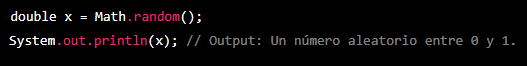 double x = Math.random();
System.out.println(x); // Output: Un número aleatorio entre 0 y 1.